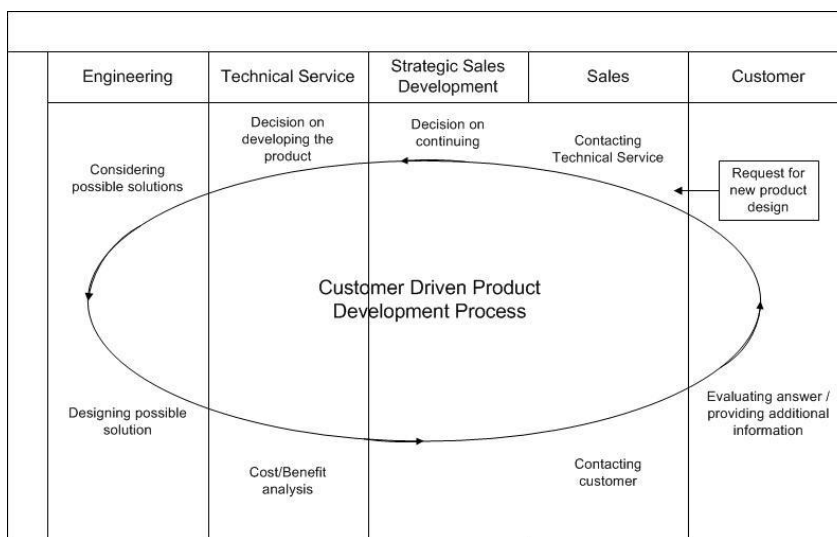 Engineering
Technical Service
Strategic Sales
Development
Sales
Customer
Decision on
developing the
product
Decision on
continuing
Contacting
Technical Service
Considering
possible solutions
Request for
new product
design
Customer Driven Product
Development Process
Designing possible
solution
Evaluating answer /
providing additional
information
Cost/Benefit
analysis
Contacting
customer